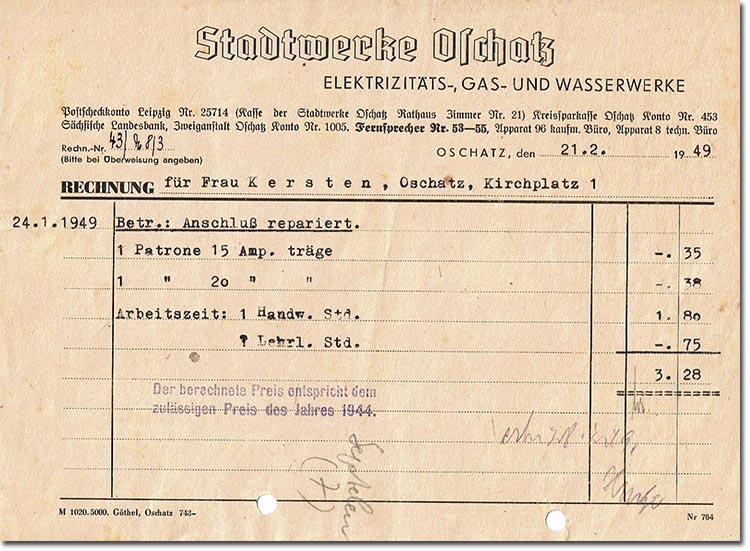 Stadtwerke Oschatz
ELEKTRIZITÄTS-, GAS- UND WASSERWERKE
Postscheckkonto Leipzig Nr. 25714 (Kasse der Stadtwerke Oschatz Rathaus Zimmer Nr. 21) Kreissparkasse Oschatz Konto Nr. 453
Sächsische Landesbank, Zweiganstalt Oschatz Konto Nr. 1005. Fernsprecher Nr. 53—55, Apparat 96 kaufm. Büro, Apparat 8 techn. Büro
Rechn.-Nr.
(Bitte bei Überweisung angeben)
OSCHATZ, den 21.2. 1949
RECHNUNG für Frau Kersten, Oschatz, Kirchplatz 1
24.1.1949 Betr.: Anschluß repariert.
1 Patrone 15 Amp. träge -. 35
1 " 20 " " -. 38
Arbeitszeit: 1 Handw. Std. 1. 80
Lehrl. Std. -. 75
3. 28
Der berechnete Preis entspricht dem
zulässigen Preis des Jahres 1944.
M 1020.5000. Göthel, Oschatz 743- Nr 764